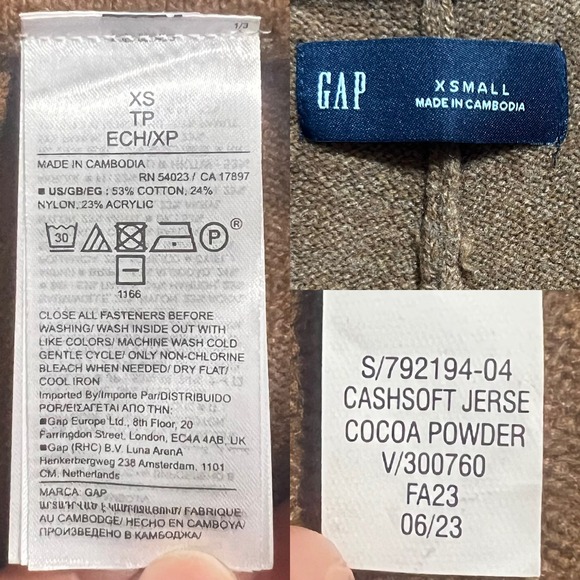 1/3
XS
TP
ECH/XP
MADE IN CAMBODIA
RN 54023 / CA 17897
■ US/GB/EG : 53% COTTON, 24%
NYLON, 23% ACRYLIC
30
P
®
1166
CLOSE ALL FASTENERS BEFORE
WASHING/ WASH INSIDE OUT WITH
LIKE COLORS/ MACHINE WASH COLD
GENTLE CYCLE/ ONLY NON-CHLORINE
BLEACH WHEN NEEDED/ DRY FLAT/
COOL IRON
Imported By/Importe Par/DISTRIBUIDO
POR/ΕΙΣΑΓΕΤΑΙ ΑΠΟ ΤΗΝ:
■Gap Europe Ltd., 8th Floor, 20
Farringdon Street, London, EC4A 4AB, UK
■Gap (RHC) B.V. Luna ArenA
Herikerbergweg 238 Amsterdam, 1101
CM, Netherlands
MARCA: GAP
FABRIQUE
AU CAMBODGE/ HECHO EN CAMBOYA/
ПРОИЗВЕДЕНО В КАМБОДЖА/
GAP
XSMALL
MADE IN CAMBODIA
S/792194-04
CASHSOFT JERSE
COCOA POWDER
V/300760
FA23
06/23